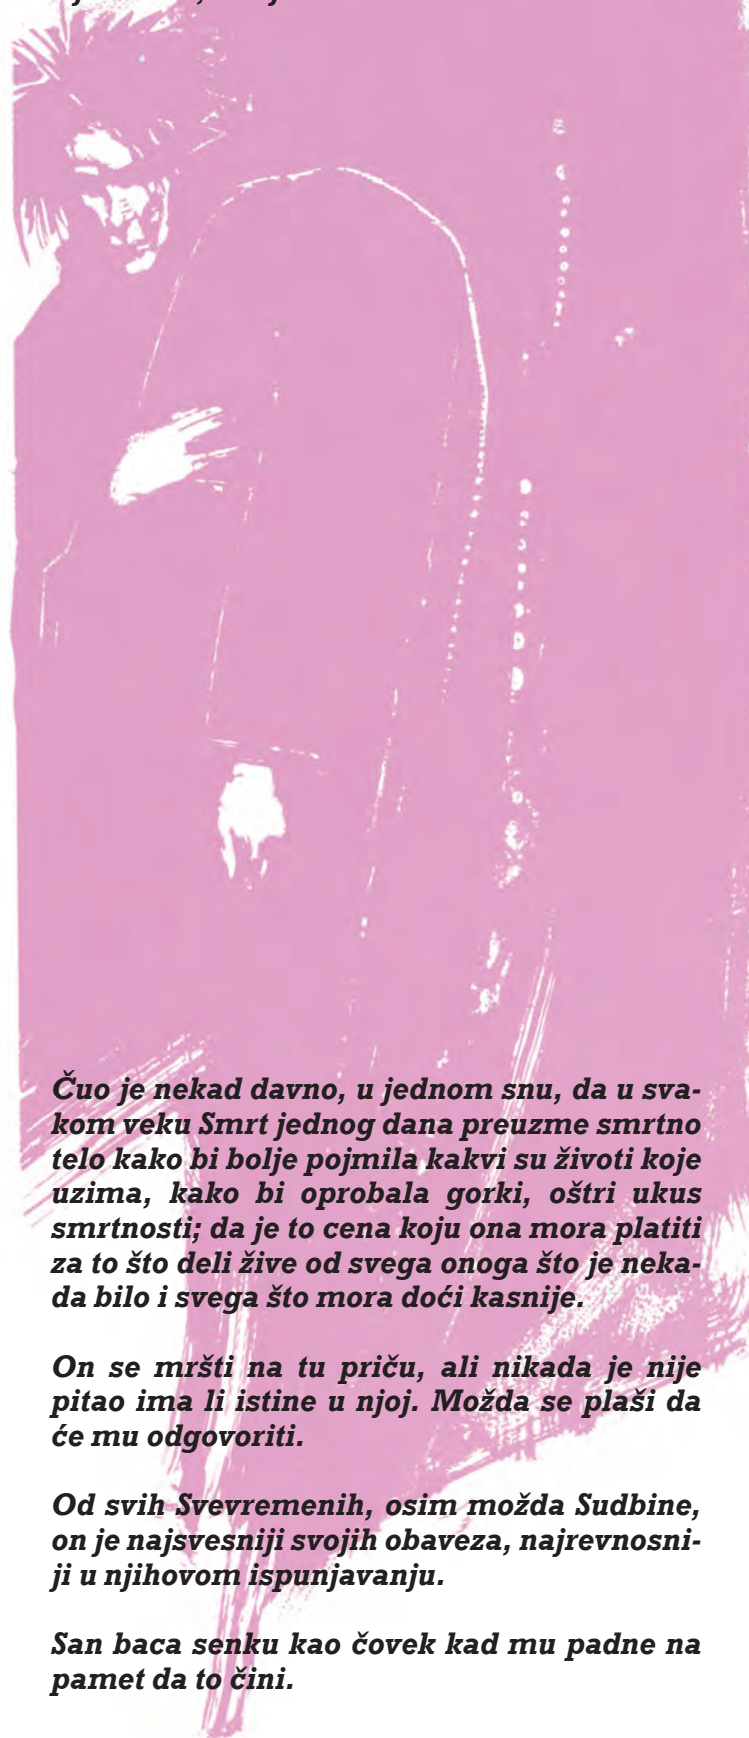 Čuo je nekad davno, u jednom snu, da u sva-
kom veku Smrt jednog dana preuzme smrtno
telo kako bi bolje pojmila kakvi su životi koje
uzima, kako bi oprobala gorki, oštri ukus
smrtnosti; da je to cena koju ona mora platiti
za to što deli žive od svega onoga što je neka-
da bilo i svega što mora doći kasnije.
On se mršti na tu priču, ali nikada je nije
pitao ima li istine u njoj. Možda se plaši da
će mu odgovoriti.
Od svih Svevremenih, osim možda Sudbine,
on je najsvesniji svojih obaveza, najrevnosni-
ji u njihovom ispunjavanju.
San baca senku kao čovek kad mu padne na
pamet da to čini.